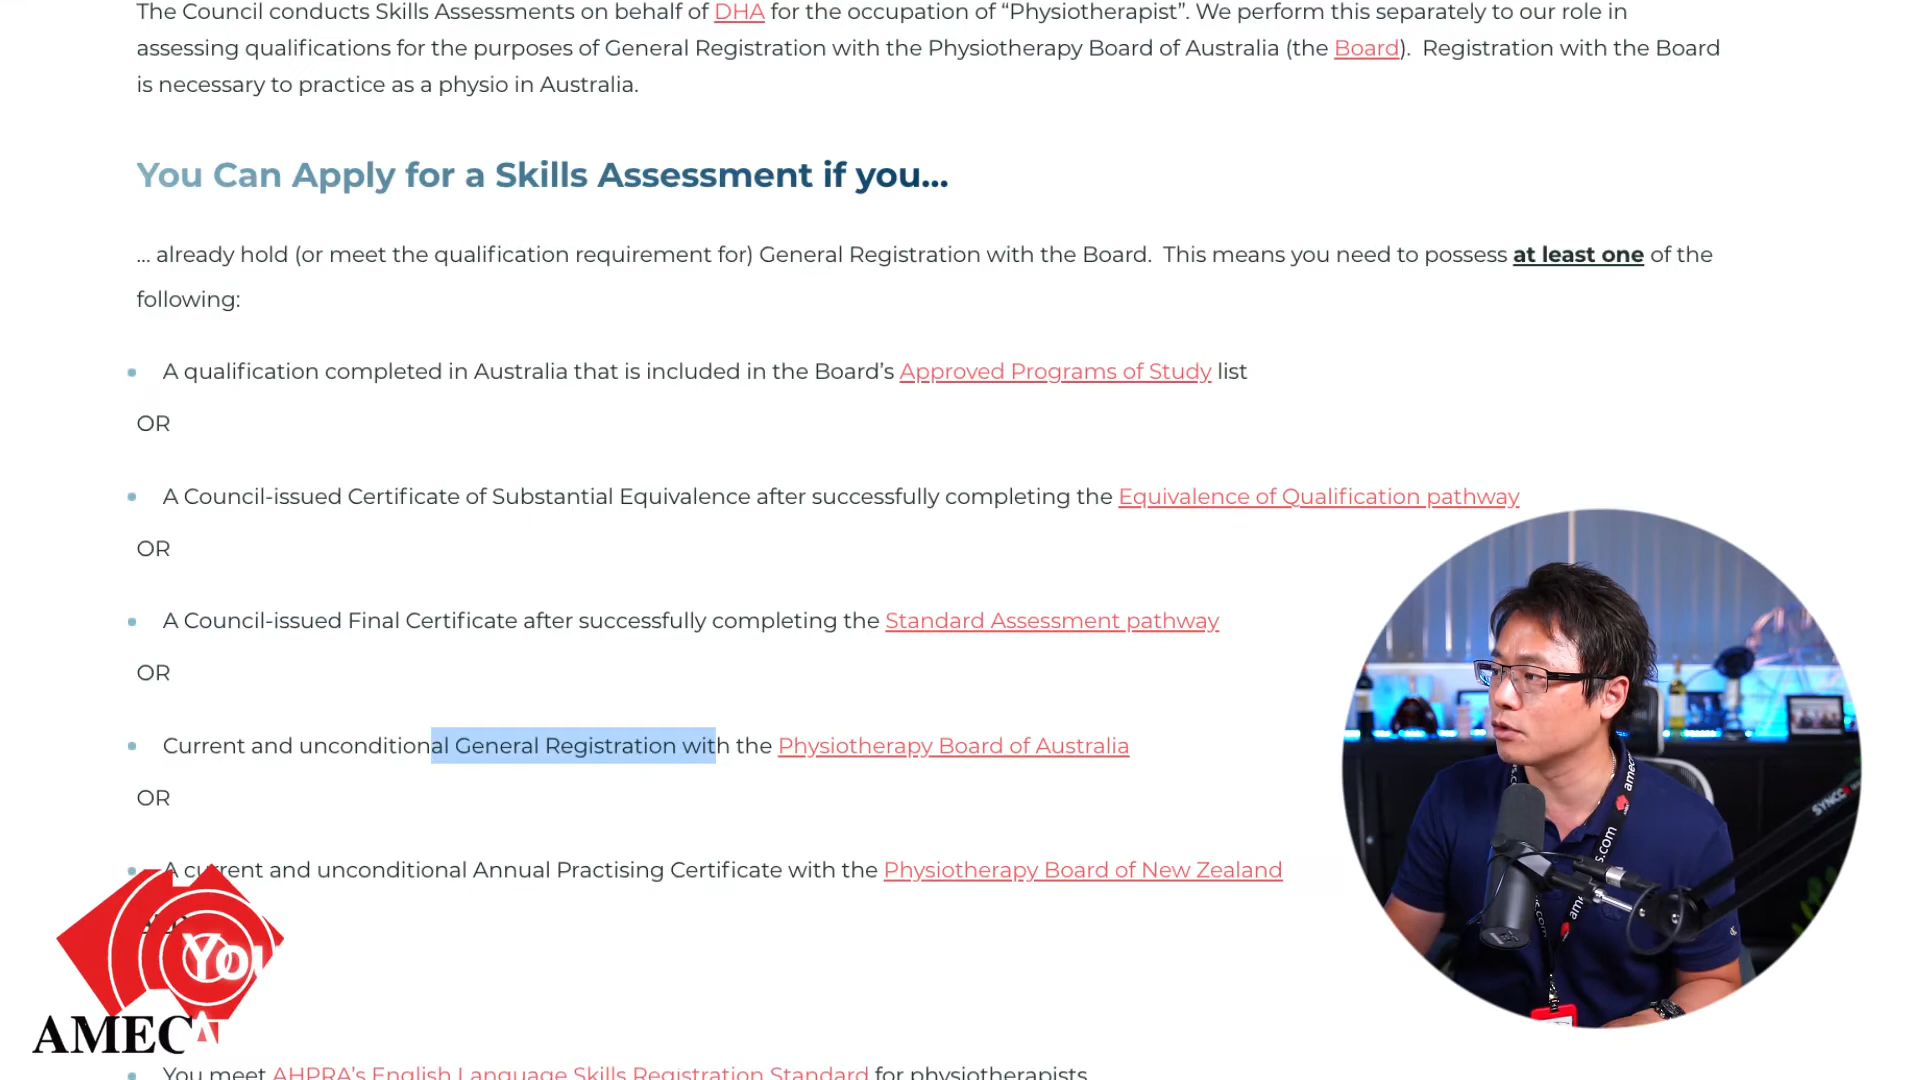 The Council conducts Skills Assessments on behalf of DHA for the occupation of “Physiotherapist”. We perform this separately to our role in
assessing qualifications for the purposes of General Registration with the Physiotherapy Board of Australia (the Board).  Registration with the Board
is necessary to practice as a physio in Australia.
You Can Apply for a Skills Assessment if you...
... already hold (or meet the qualification requirement for) General Registration with the Board.  This means you need to possess at least one of the
following:
A qualification completed in Australia that is included in the Board’s Approved Programs of Study list
OR
A Council-issued Certificate of Substantial Equivalence after successfully completing the Equivalence of Qualification pathway
OR
A Council-issued Final Certificate after successfully completing the Standard Assessment pathway
OR
Current and unconditional General Registration with the Physiotherapy Board of Australia
OR
A current and unconditional Annual Practising Certificate with the Physiotherapy Board of New Zealand
You
AMEC
You meet AHPRA’s English Language Skills Registration Standard for physiotherapists
SYNCO